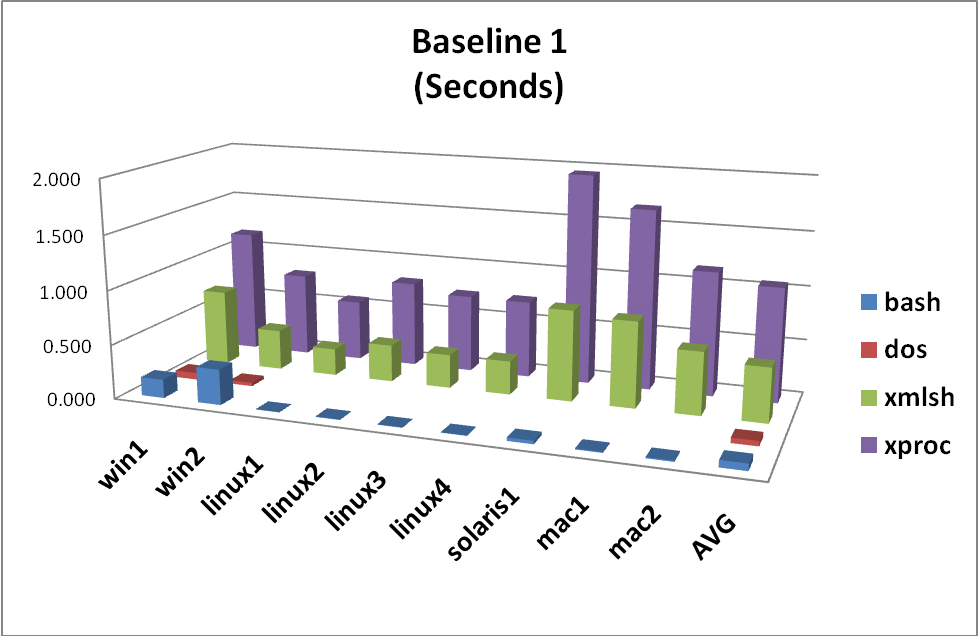 Baseline 1
(Seconds)
2.000
1.500
1.000
0.500
0.000
win1
win2
linux1
linux2
linux3
linux4
solaris1
mac1
mac2
AVG
bash
dos
xmlsh
xproc